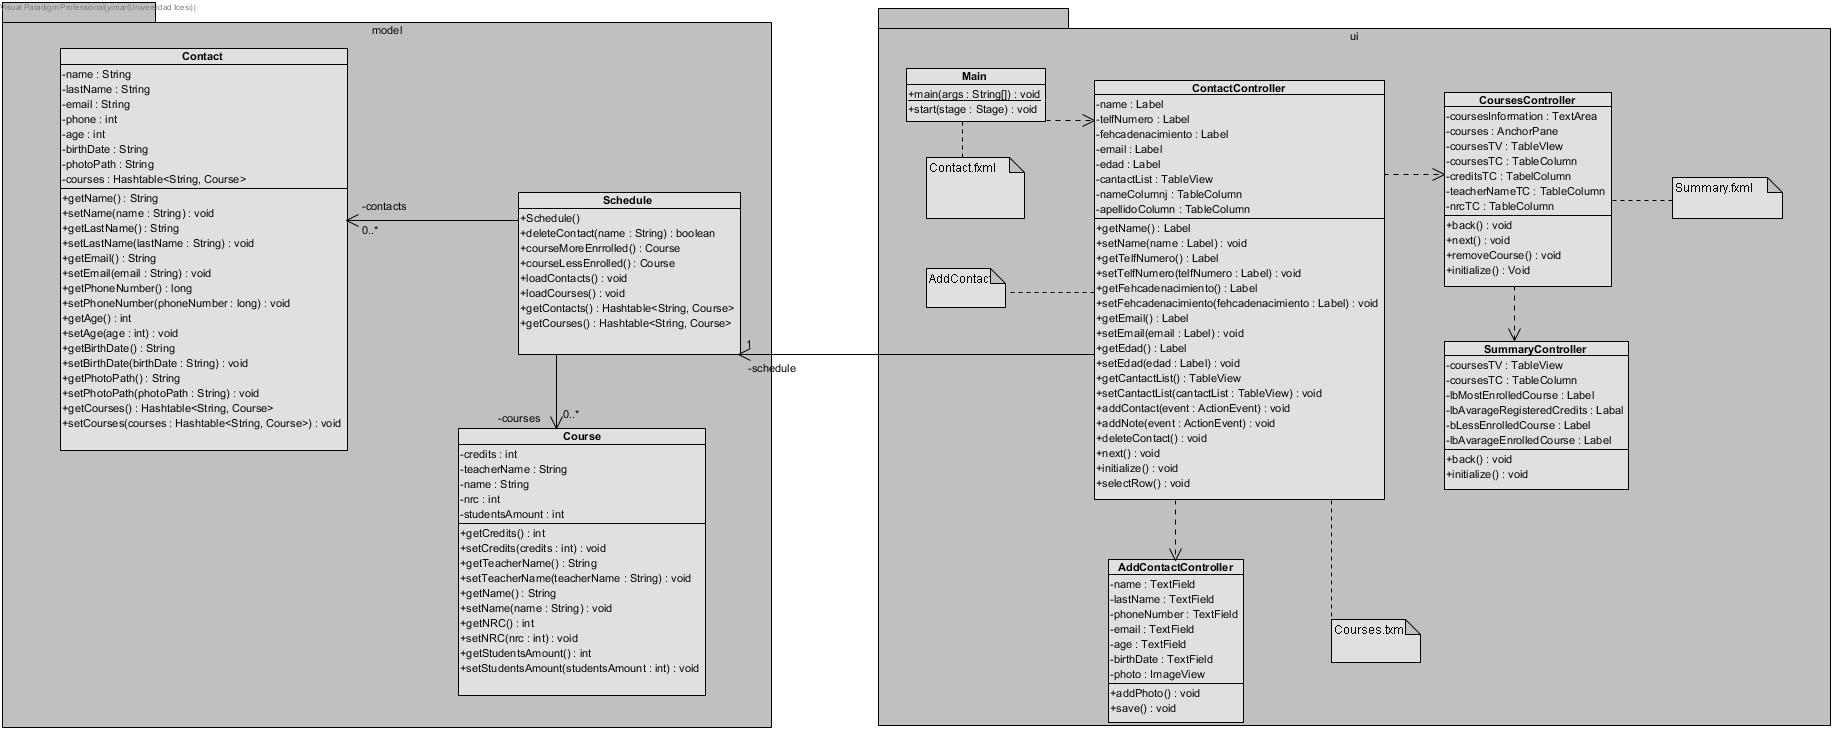 Visual Paradigm Professional(yimar(Universidad Icesi))
model
Contact
-name : String
-lastName : String
-email : String
-phone : int
-age : int
-birthDate : String
-photoPath : String
-courses : Hashtable<String, Course>
+getName() : String
+setName(name : String) : void
+getLastName() : String
+setLastName(lastName : String) : void
+getEmail() : String
+setEmail(email : String) : void
+getPhoneNumber() : long
+setPhoneNumber(phoneNumber : long) : void
+getAge() : int
+setAge(age : int) : void
+getBirthDate() : String
+setBirthDate(birthDate : String) : void
+getPhotoPath() : String
+setPhotoPath(photoPath : String) : void
+getCourses() : Hashtable<String, Course>
+setCourses(courses : Hashtable<String, Course>) : void
-contacts
0..*
Schedule
+Schedule()
+deleteContact(name : String) : boolean
+courseMoreEnrrolled() : Course
+courseLessEnrolled() : Course
+loadContacts() : void
+loadCourses() : void
+getContacts() : Hashtable<String, Course>
+getCourses() : Hashtable<String, Course>
1
-schedule
-courses
0..*
Course
-credits : int
-teacherName : String
-name : String
-nrc : int
-studentsAmount : int
+getCredits() : int
+setCredits(credits : int) : void
+getTeacherName() : String
+setTeacherName(teacherName : String) : void
+getName() : String
+setName(name : String) : void
+getNRC() : int
+setNRC(nrc : int) : void
+getStudentsAmount() : int
+setStudentsAmount(studentsAmount : int) : void
ui
Main
+main(args : String[]) : void
+start(stage : Stage) : void
Contact.fxml
AddContact
ContactController
-name : Label
-telfNumero : Label
-fehcadenacimiento : Label
-email : Label
-edad : Label
-cantactList : TableView
-nameColumnj : TableColumn
-apellidoColumn : TableColumn
+getName() : Label
+setName(name : Label) : void
+getTelfNumero() : Label
+setTelfNumero(telfNumero : Label) : void
+getFehcadenacimiento() : Label
+setFehcadenacimiento(fehcadenacimiento : Label) : void
+getEmail() : Label
+setEmail(email : Label) : void
+getEdad() : Label
+setEdad(edad : Label) : void
+getCantactList() : TableView
+setCantactList(cantactList : TableView) : void
+addContact(event : ActionEvent) : void
+addNote(event : ActionEvent) : void
+deleteContact() : void
+next() : void
+initialize() : void
+selectRow() : void
CoursesController
-coursesInformation : TextArea
-courses : AnchorPane
-coursesTV : TableVIew
-coursesTC : TableColumn
-creditsTC : TabelColumn
-teacherNameTC : TableColumn
-nrcTC : TableColumn
+back() : void
+next() : void
+removeCourse() : void
+initialize() : Void
Summary.fxml
SummaryController
-coursesTV : TableView
-coursesTC : TableColumn
-lbMostEnrolledCourse : Label
-lbAvarageRegisteredCredits : Labal
-bLessEnrolledCourse : Label
-lbAvarageEnrolledCourse : Label
+back() : void
+initialize() : void
AddContactController
-name : TextField
-lastName : TextField
-phoneNumber : TextField
-email : TextField
-age : TextField
-birthDate : TextField
-photo : ImageView
+addPhoto() : void
+save() : void
Courses.fxm